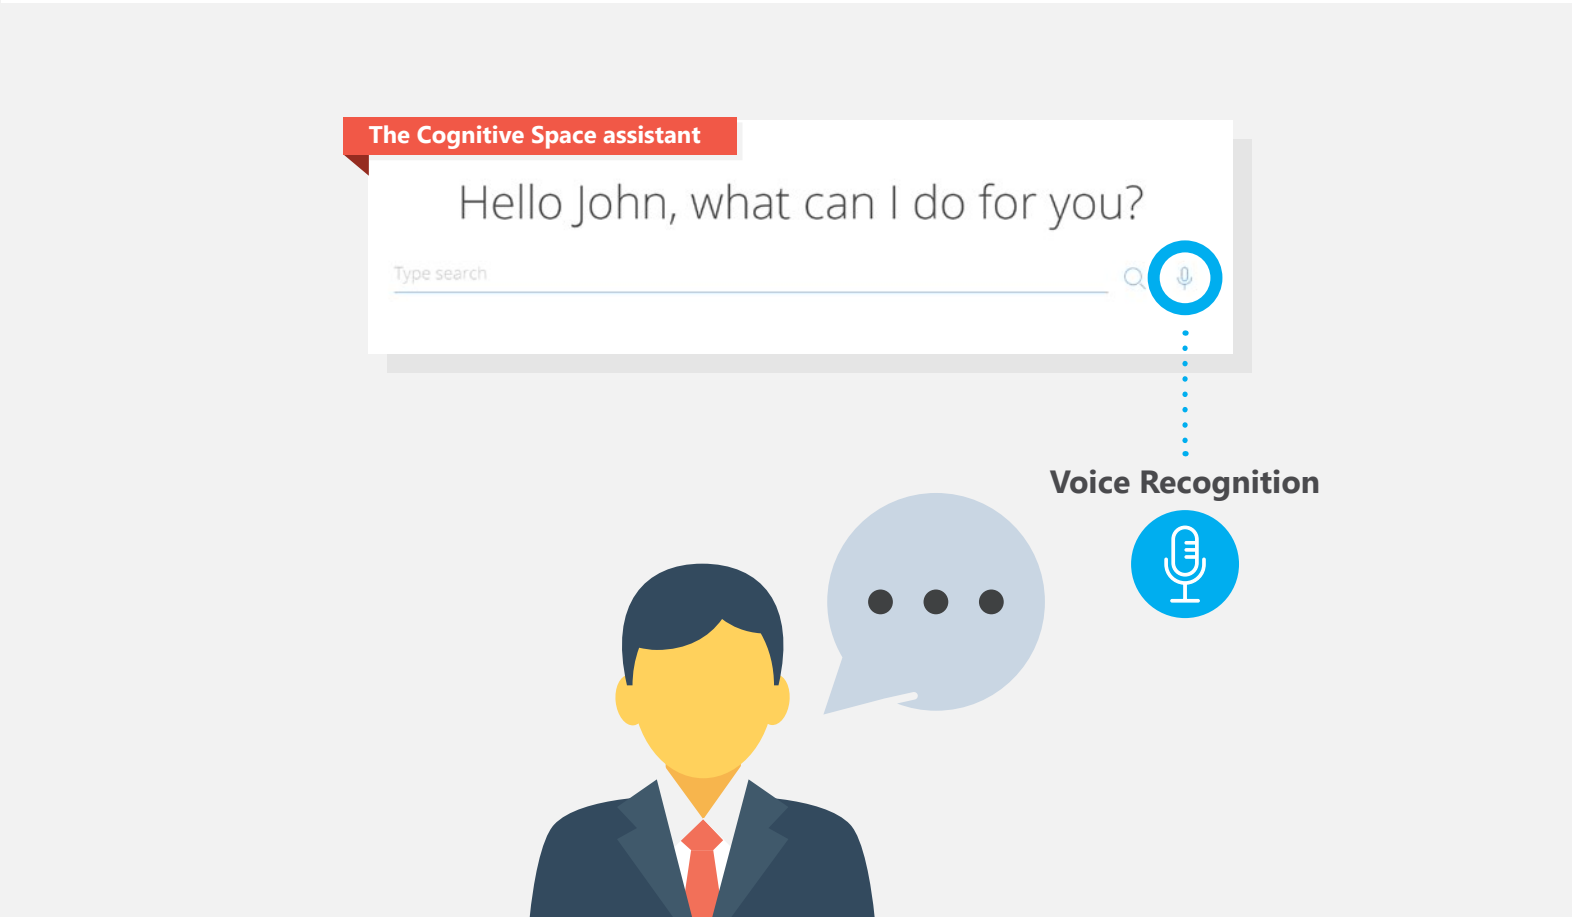 The Cognitive Space assistant
Hello John, what can I do for you?
Type search
Voice Recognition